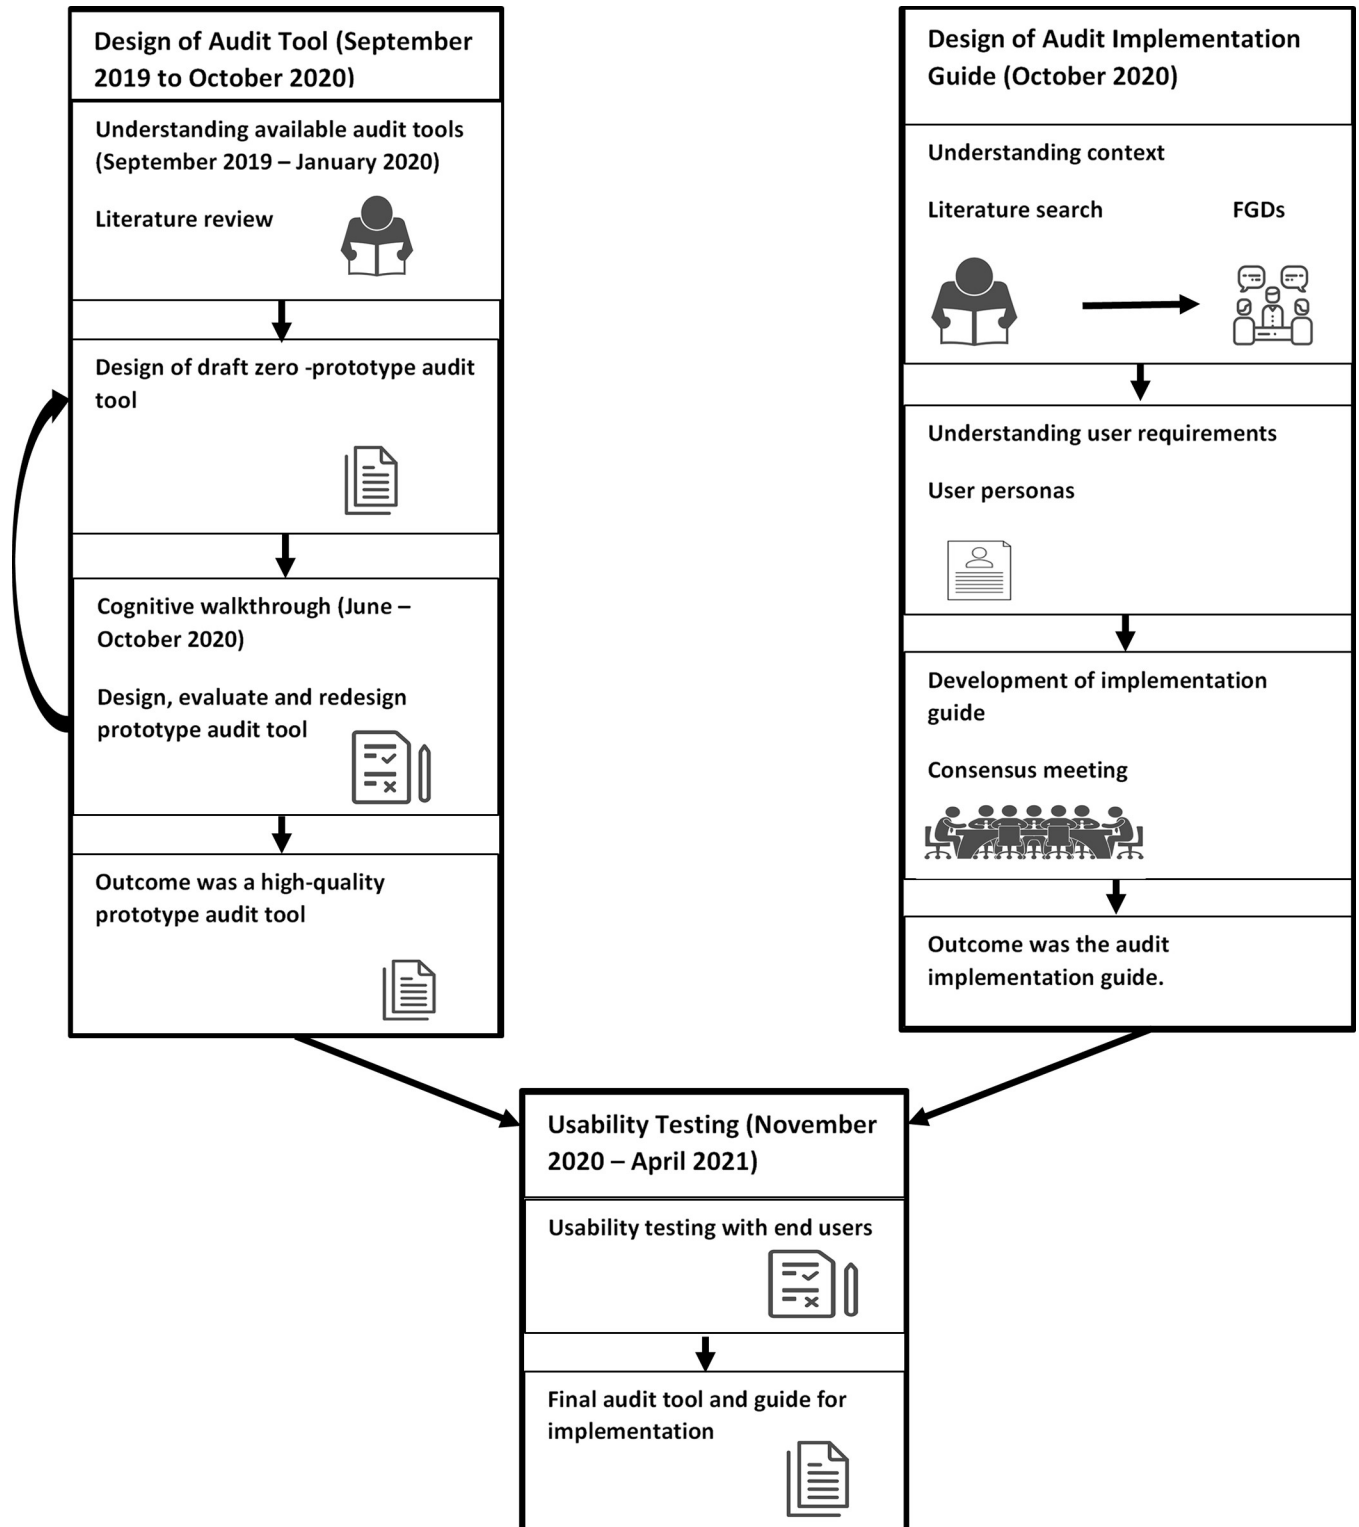 Design of Audit Tool (September
2019 to October 2020)
Understanding available audit tools
(September 2019 – January 2020)
Literature review
Design of draft zero -prototype audit
tool
Cognitive walkthrough (June –
October 2020)
Design, evaluate and redesign
prototype audit tool
Outcome was a high-quality
prototype audit tool
Design of Audit Implementation
Guide (October 2020)
Understanding context
Literature search
FGDs
Understanding user requirements
User personas
Development of implementation
guide
Consensus meeting
Outcome was the audit
implementation guide.
Usability Testing (November
2020 – April 2021)
Usability testing with end users
Final audit tool and guide for
implementation